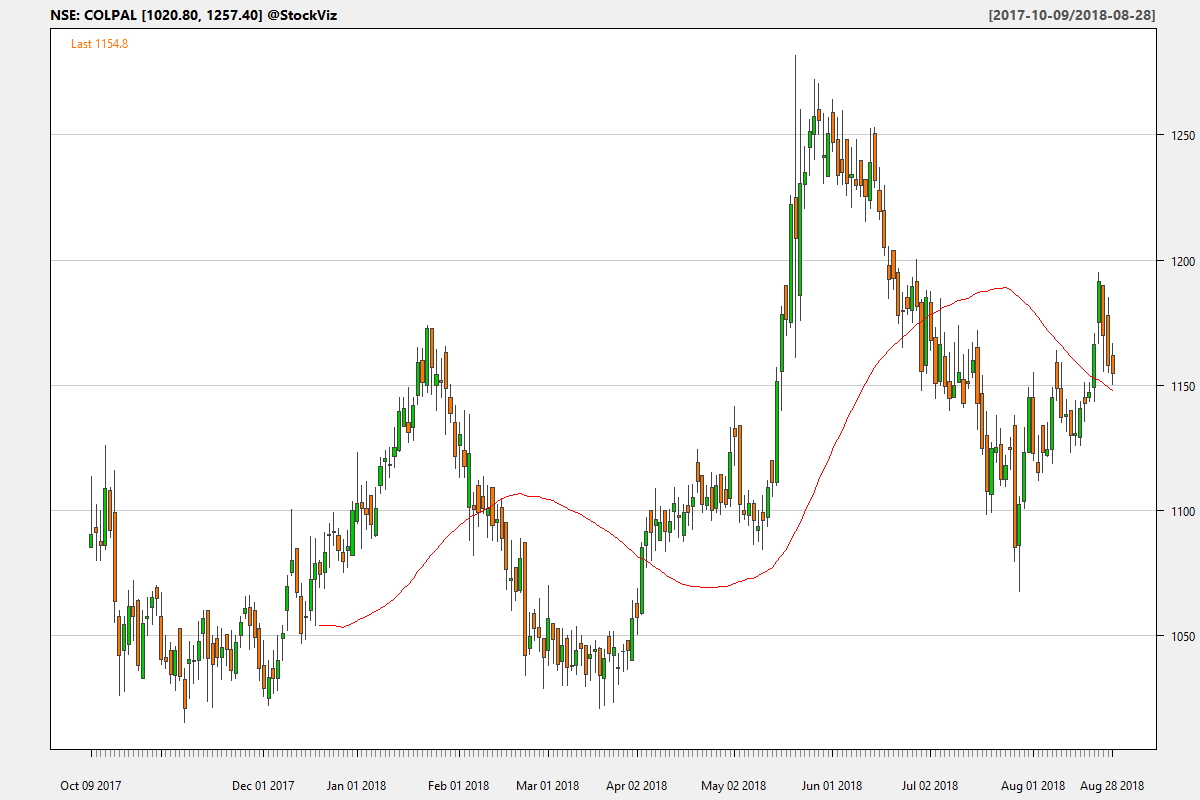 NSE: COLPAL [1020.80, 1257.40] @StockViz
[2017-10-09/2018-08-28]
Last 1154.8
1250
1200
1150
1100
1050
Oct 09 2017
Dec 01 2017
Jan 01 2018
Feb 01 2018
Mar 01 2018
Apr 02 2018
May 02 2018
Jun 01 2018
Jul 02 2018
Aug 01 2018
Aug 28 2018